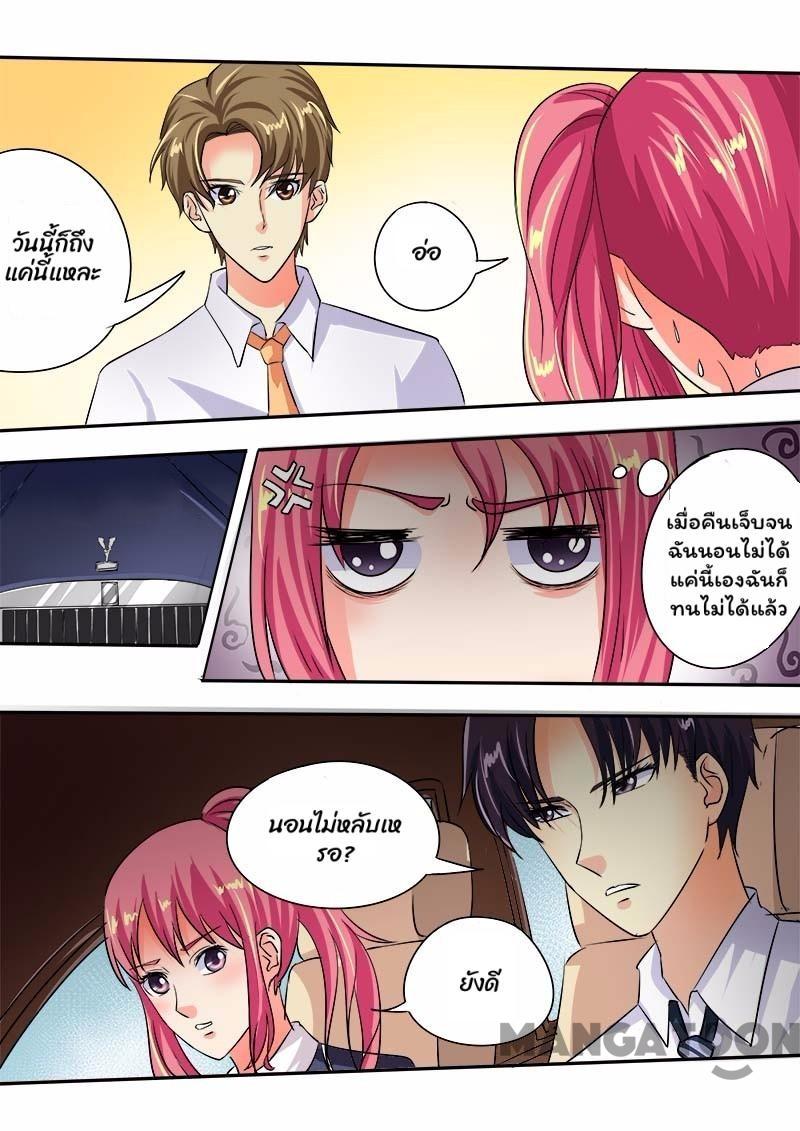 วันนี้ก็ถึง
แค่นี้แหละ
อ่อ
เมื่อคืนเจ็บจน
ฉันนอนไม่ได้
แค่นี้เองฉันก็
ทนไม่ได้แล้ว
นอนไม่หลับเห
รอ?
ยังดี
MANGATOON